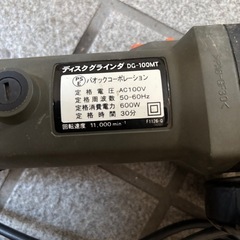 ディスクグラインダ DG-100MT
PS
E
パオックコーポレーション
定格電圧 AC100V
定格周波数 50-60Hz
定格消費電力 600W
定格時間 30分
回転速度 11,000 min⁻¹
F1126-G